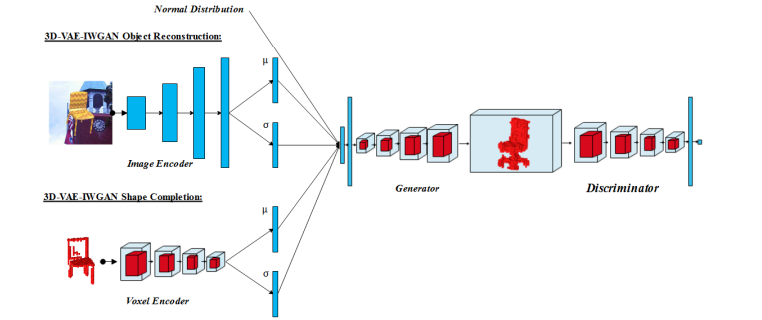 Normal Distribution
3D-VAE-IWGAN Object Reconstruction:
μ
σ
Image Encoder
Generator
Discriminator
3D-VAE-IWGAN Shape Completion:
μ
σ
Voxel Encoder